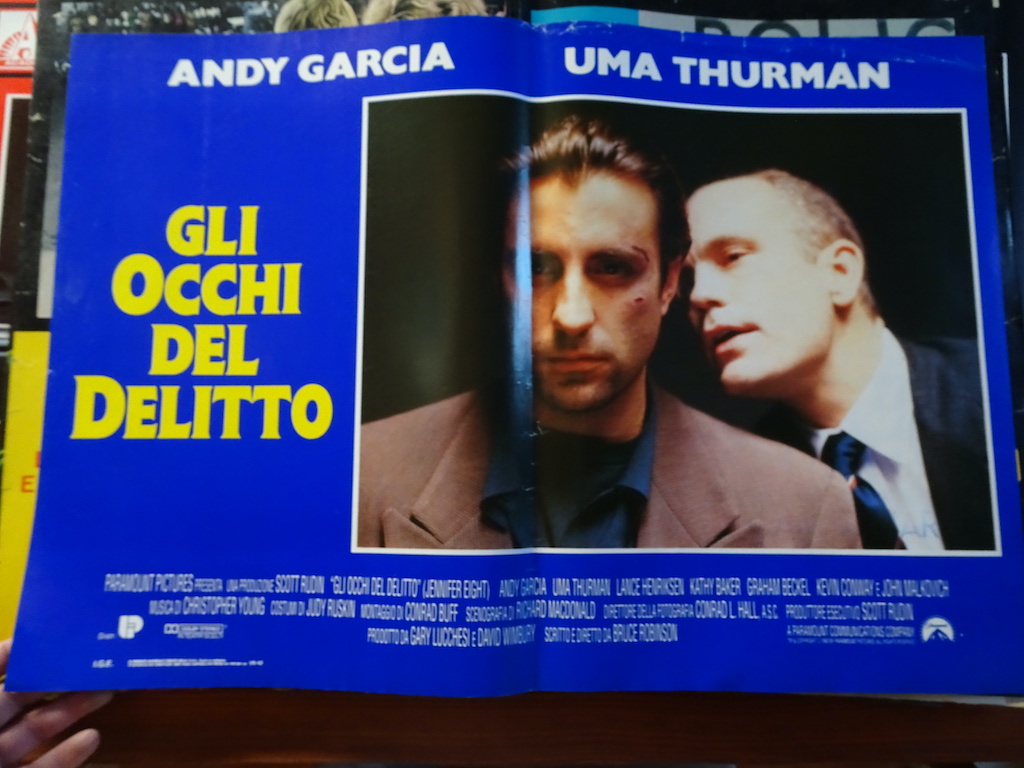 ANDY GARCIA UMA THURMAN
GLI
OCCHI
DEL
DELITTO
PARAMOUNT PICTURES PRESENTA UNA PRODUZIONE SCOTT RUDIN "GLI OCCHI DEL DELITTO" (JENNIFER EIGHT) ANDY GARCIA UMA THURMAN LANCE HENRIKSEN KATHY BAKER GRAHAM BECKEL KEVIN CONWAY E JOHN MALKOVICH
MUSICA DI CHRISTOPHER YOUNG COSTUMI DI JUDY RUSKIN MONTAGGIO DI CONRAD BUFF SCENOGRAFIA DI RICHARD MACDONALD DIRETTORE DELLA FOTOGRAFIA CONRAD L. HALL A.S.C. PRODUTTORE ESECUTIVO SCOTT RUDIN
PRODOTTO DA GARY LUCCHESI E DAVID WIMBURY SCRITTO E DIRETTO DA BRUCE ROBINSON
A PARAMOUNT COMMUNICATIONS COMPANY